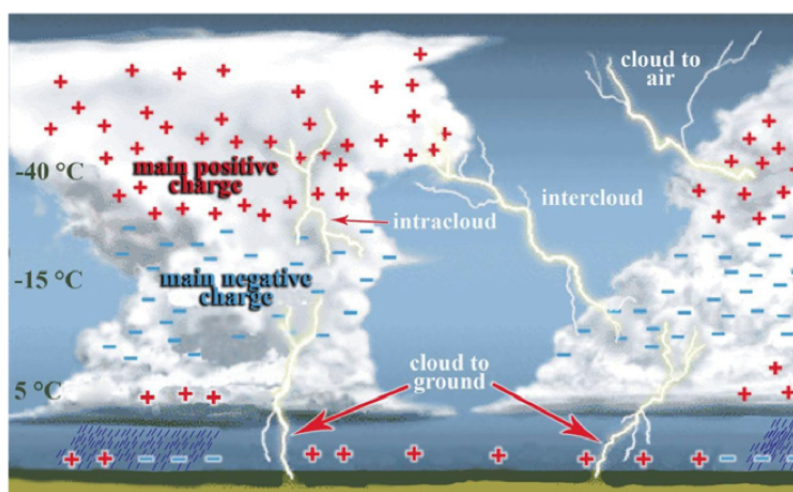 cloud to
air
main positive
charge
-40 °C
intercloud
intracloud
main negative
charge
-15 °C
cloud to
ground
5 °C